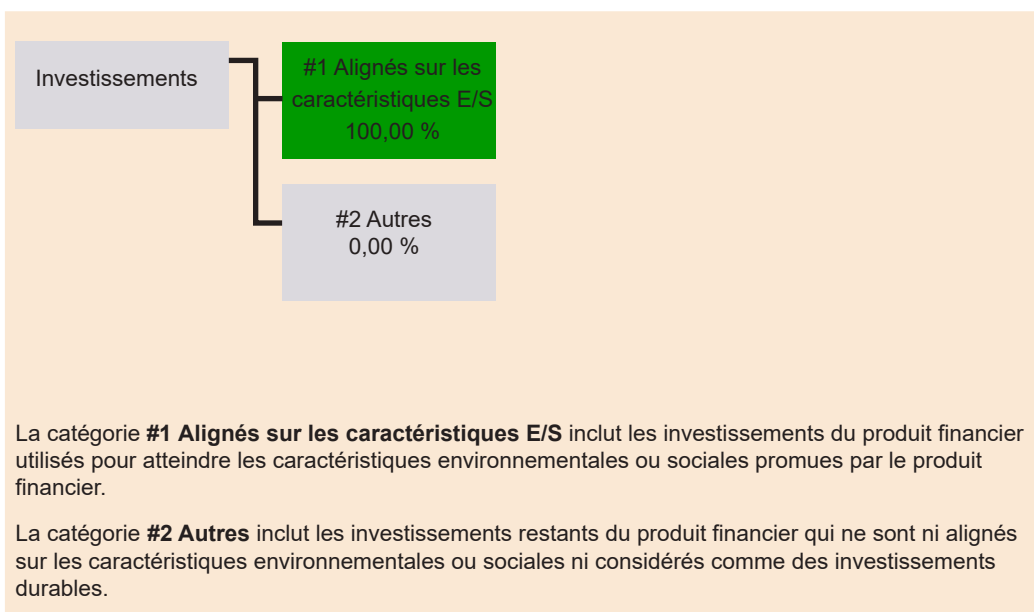 Investissements
#1 Alignés sur les
caractéristiques E/S
100,00 %
#2 Autres
0,00 %
La catégorie #1 Alignés sur les caractéristiques E/S inclut les investissements du produit financier
utilisés pour atteindre les caractéristiques environnementales ou sociales promues par le produit
financier.
La catégorie #2 Autres inclut les investissements restants du produit financier qui ne sont ni alignés
sur les caractéristiques environnementales ou sociales ni considérés comme des investissements
durables.